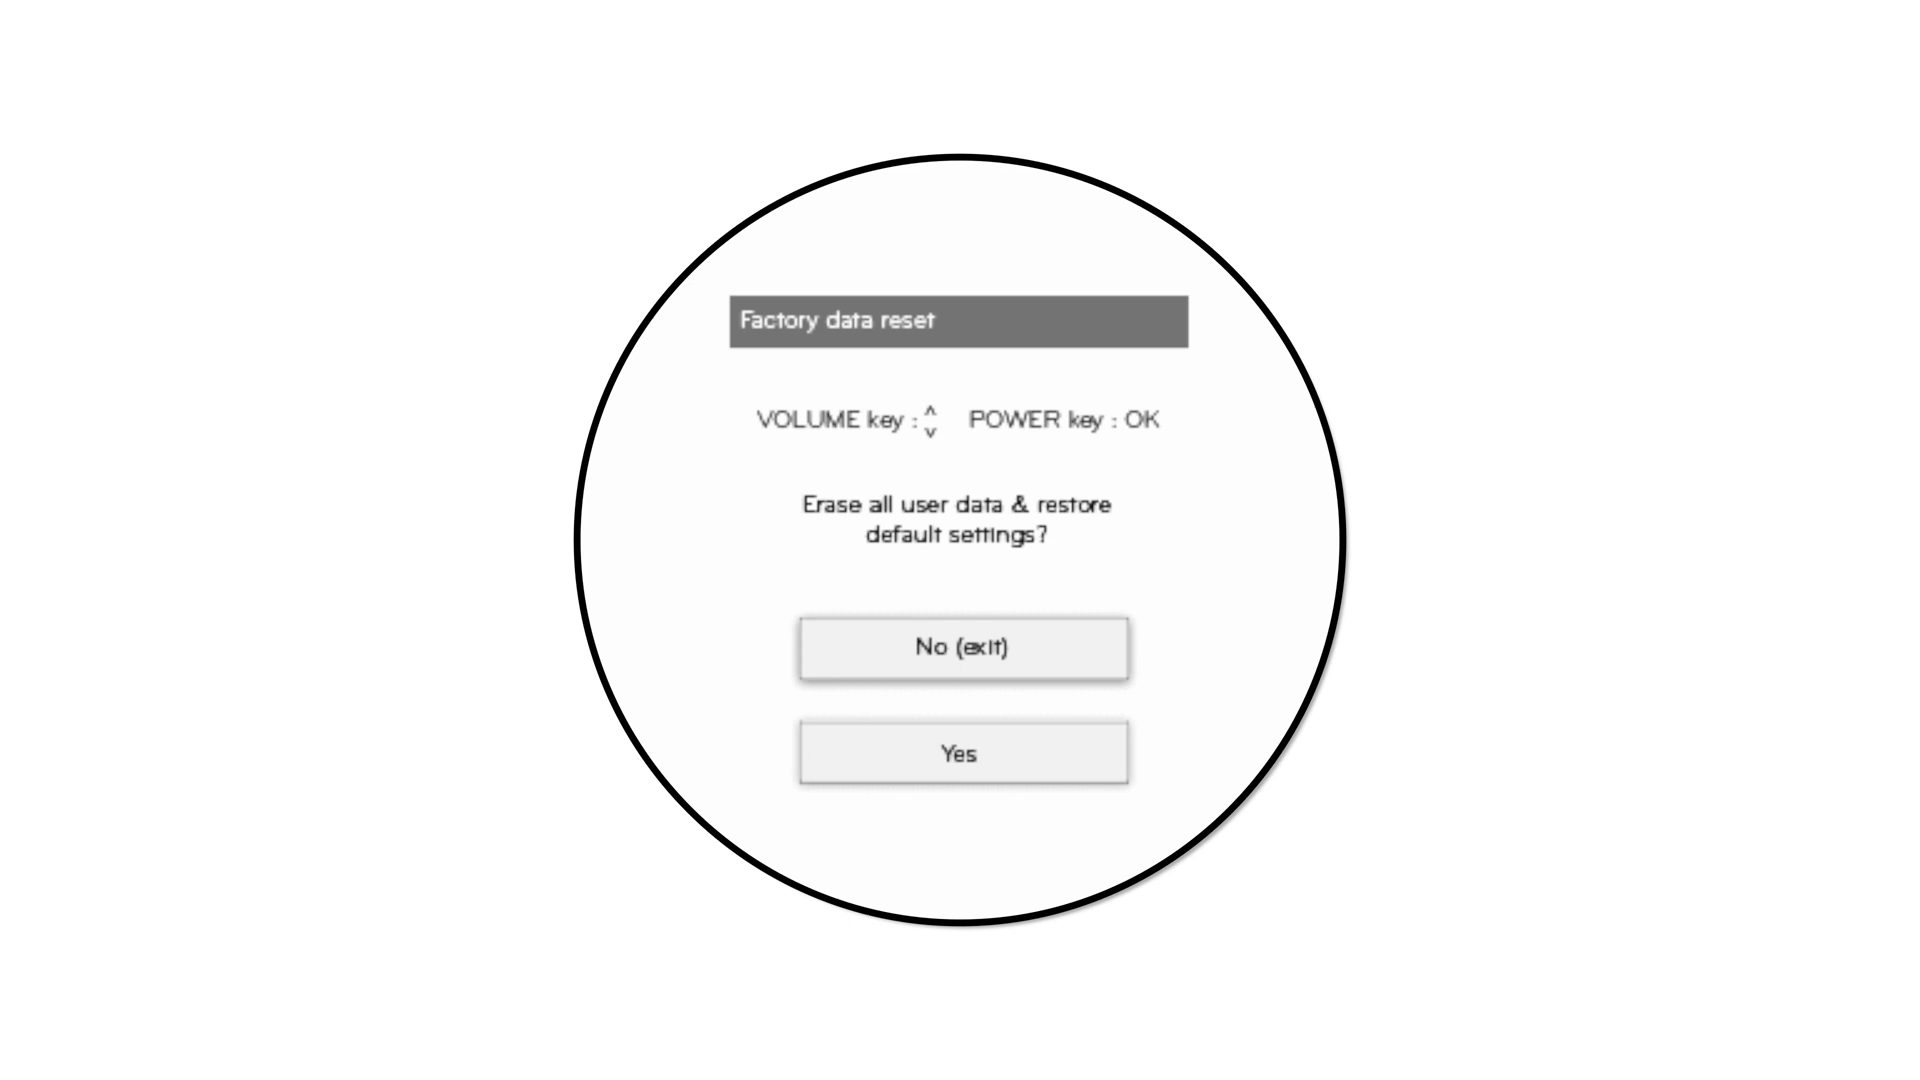 Factory data reset
VOLUME key : ^ v POWER key : OK
Erase all user data & restore
default settings?
No (exit)
Yes